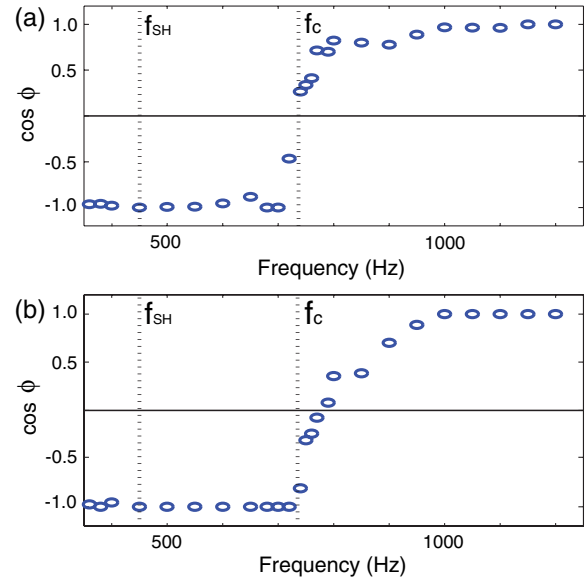 (a)
f_SH
f_c
1.0
0.5
-0.5
-1.0
cos ϕ
500
1000
Frequency (Hz)
(b)
f_SH
f_c
1.0
0.5
-0.5
-1.0
cos ϕ
500
1000
Frequency (Hz)